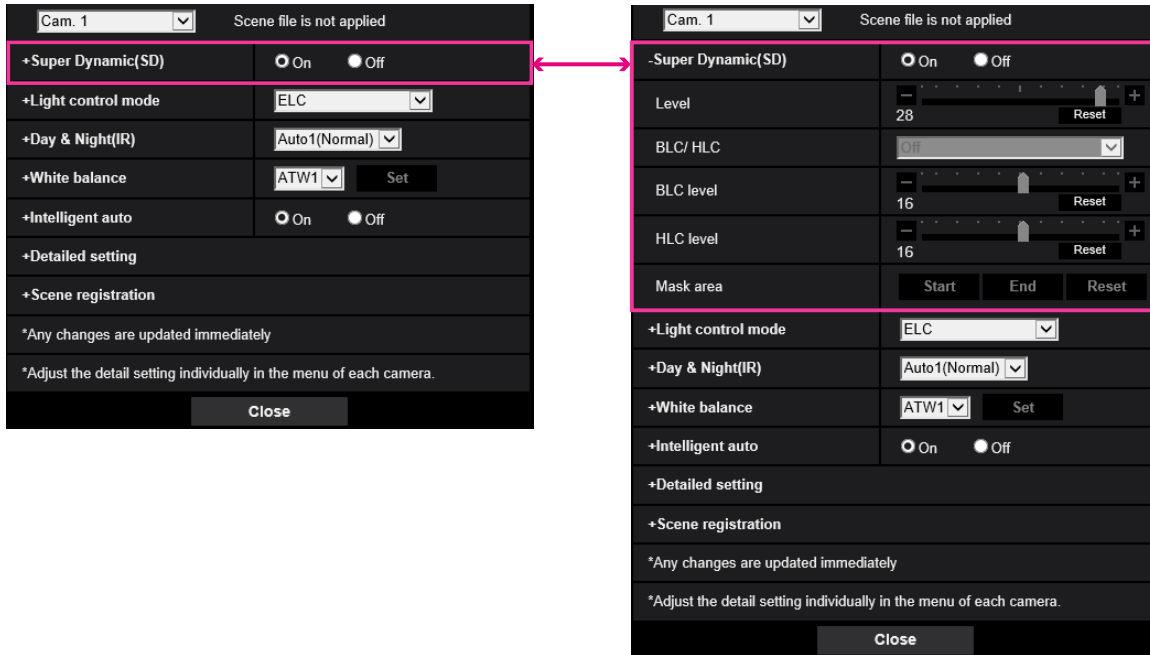 Cam. 1 Scene file is not applied
+Super Dynamic(SD) On Off
+Light control mode ELC
+Day & Night(IR) Auto1(Normal)
+White balance ATW1 Set
+Intelligent auto On Off
+Detailed setting
+Scene registration
*Any changes are updated immediately
*Adjust the detail setting individually in the menu of each camera.
Close
Cam. 1 Scene file is not applied
-Super Dynamic(SD) On Off
Level - +
28 Reset
BLC/ HLC Off
BLC level - +
16 Reset
HLC level - +
16 Reset
Mask area Start End Reset
+Light control mode ELC
+Day & Night(IR) Auto1(Normal)
+White balance ATW1 Set
+Intelligent auto On Off
+Detailed setting
+Scene registration
*Any changes are updated immediately
*Adjust the detail setting individually in the menu of each camera.
Close